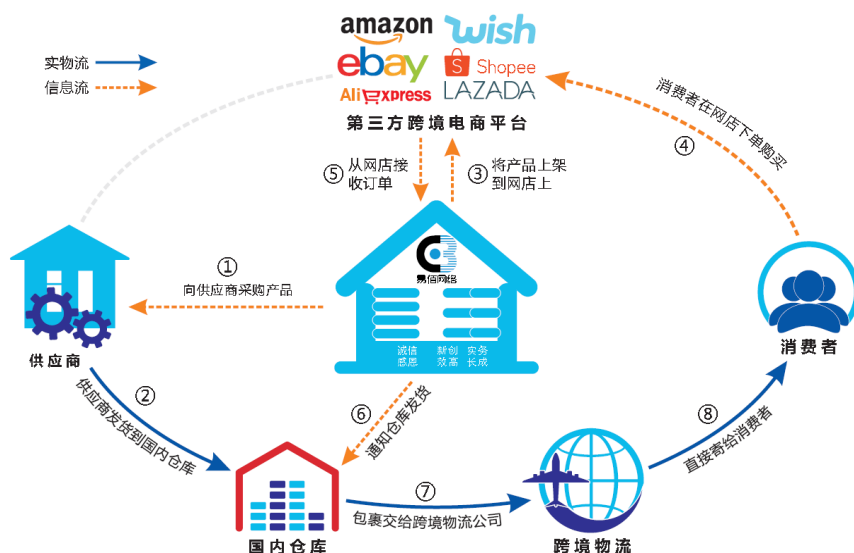 amazon
wish
ebay
Shopee
AliExpress
LAZADA
第三方跨境电商平台
实物流
信息流
⑤从网店接
收订单
③将产品上架
到网店上
④
消费者在网店下单购买
易佰网络
诚信 新创 实务
感恩 效高 长成
①
向供应商采购产品
供应商
消费者
②
供应商发货到国内仓库
⑥
通知仓库发货
⑧
直接寄给消费者
⑦
包裹交给跨境物流公司
国内仓库
跨境物流